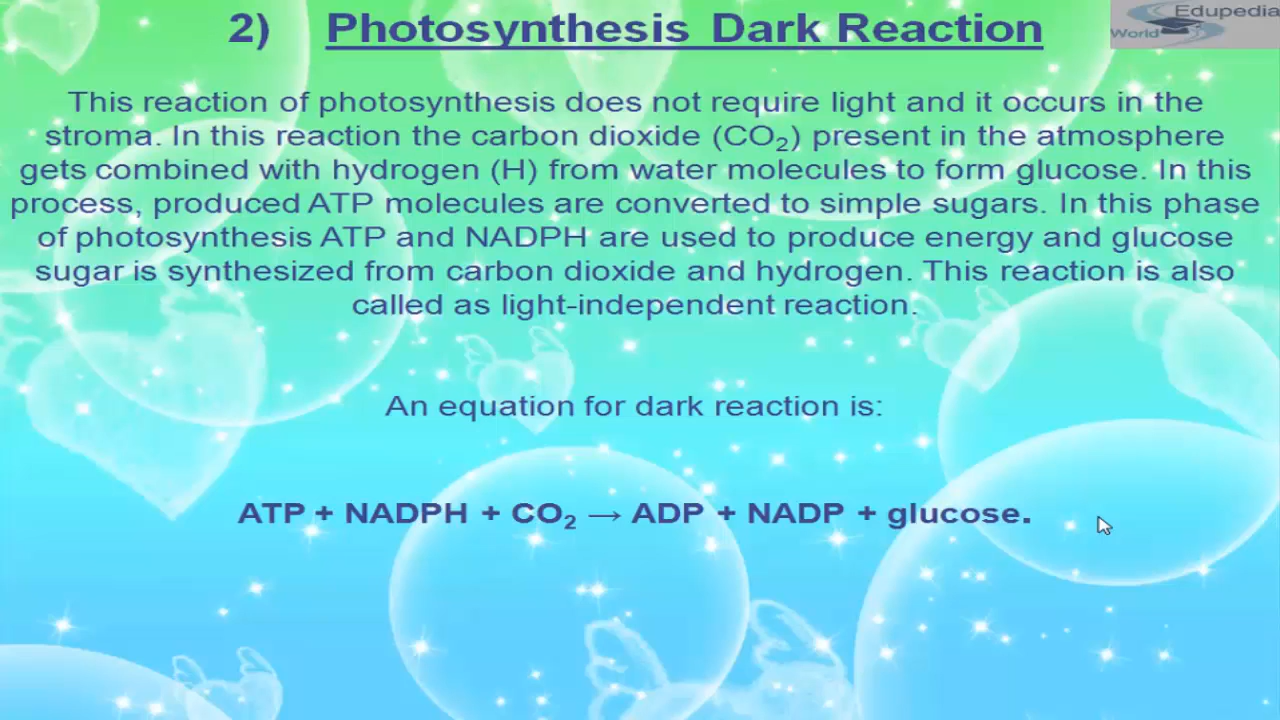 2) Photosynthesis Dark Reaction
Edupedia
World
This reaction of photosynthesis does not require light and it occurs in the
stroma. In this reaction the carbon dioxide (CO₂) present in the atmosphere
gets combined with hydrogen (H) from water molecules to form glucose. In this
process, produced ATP molecules are converted to simple sugars. In this phase
of photosynthesis ATP and NADPH are used to produce energy and glucose
sugar is synthesized from carbon dioxide and hydrogen. This reaction is also
called as light-independent reaction.
An equation for dark reaction is:
ATP + NADPH + CO₂ → ADP + NADP + glucose.